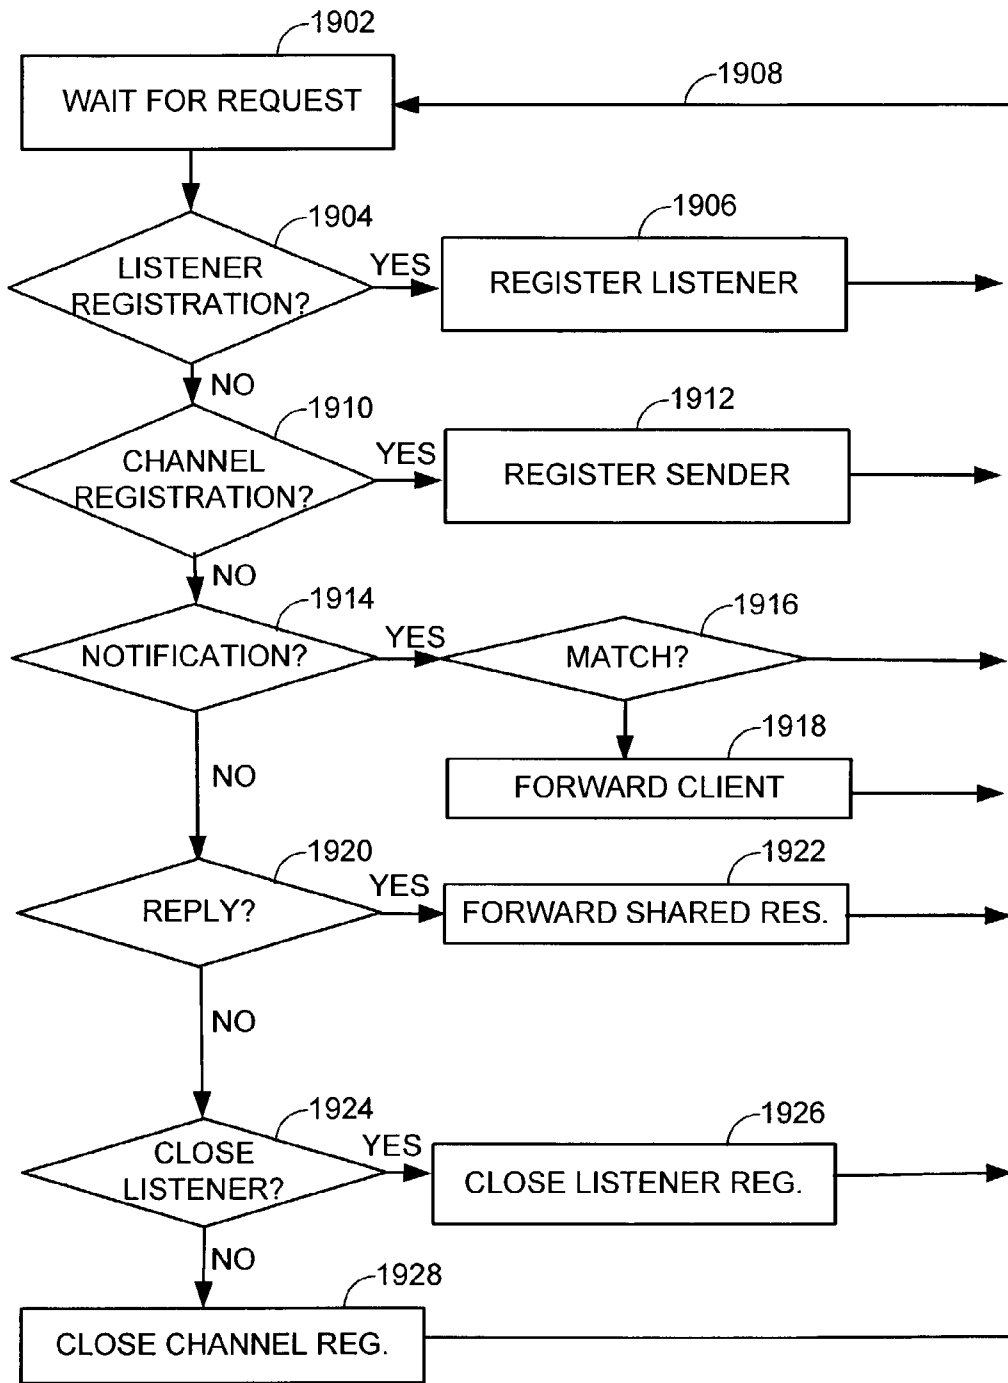 1902
WAIT FOR REQUEST
1908
1904
LISTENER
REGISTRATION?
YES
1906
REGISTER LISTENER
NO
1910
CHANNEL
REGISTRATION?
YES
1912
REGISTER SENDER
NO
1914
NOTIFICATION?
YES
1916
MATCH?
1918
FORWARD CLIENT
NO
1920
REPLY?
YES
1922
FORWARD SHARED RES.
NO
1924
CLOSE
LISTENER?
YES
1926
CLOSE LISTENER REG.
NO
1928
CLOSE CHANNEL REG.